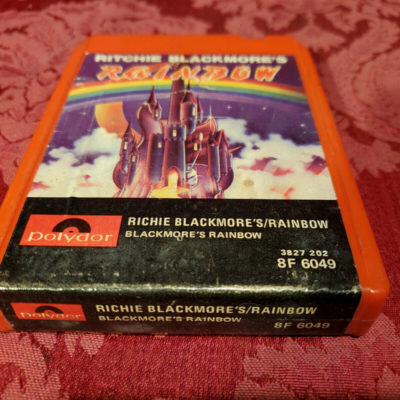 RITCHIE BLACKMORE'S
RAINBOW
polydor
RICHIE BLACKMORE'S/RAINBOW
BLACKMORE'S RAINBOW
3827 202
8F 6049
polydor
RICHIE BLACKMORE'S/RAINBOW
BLACKMORE'S RAINBOW
8F 6049